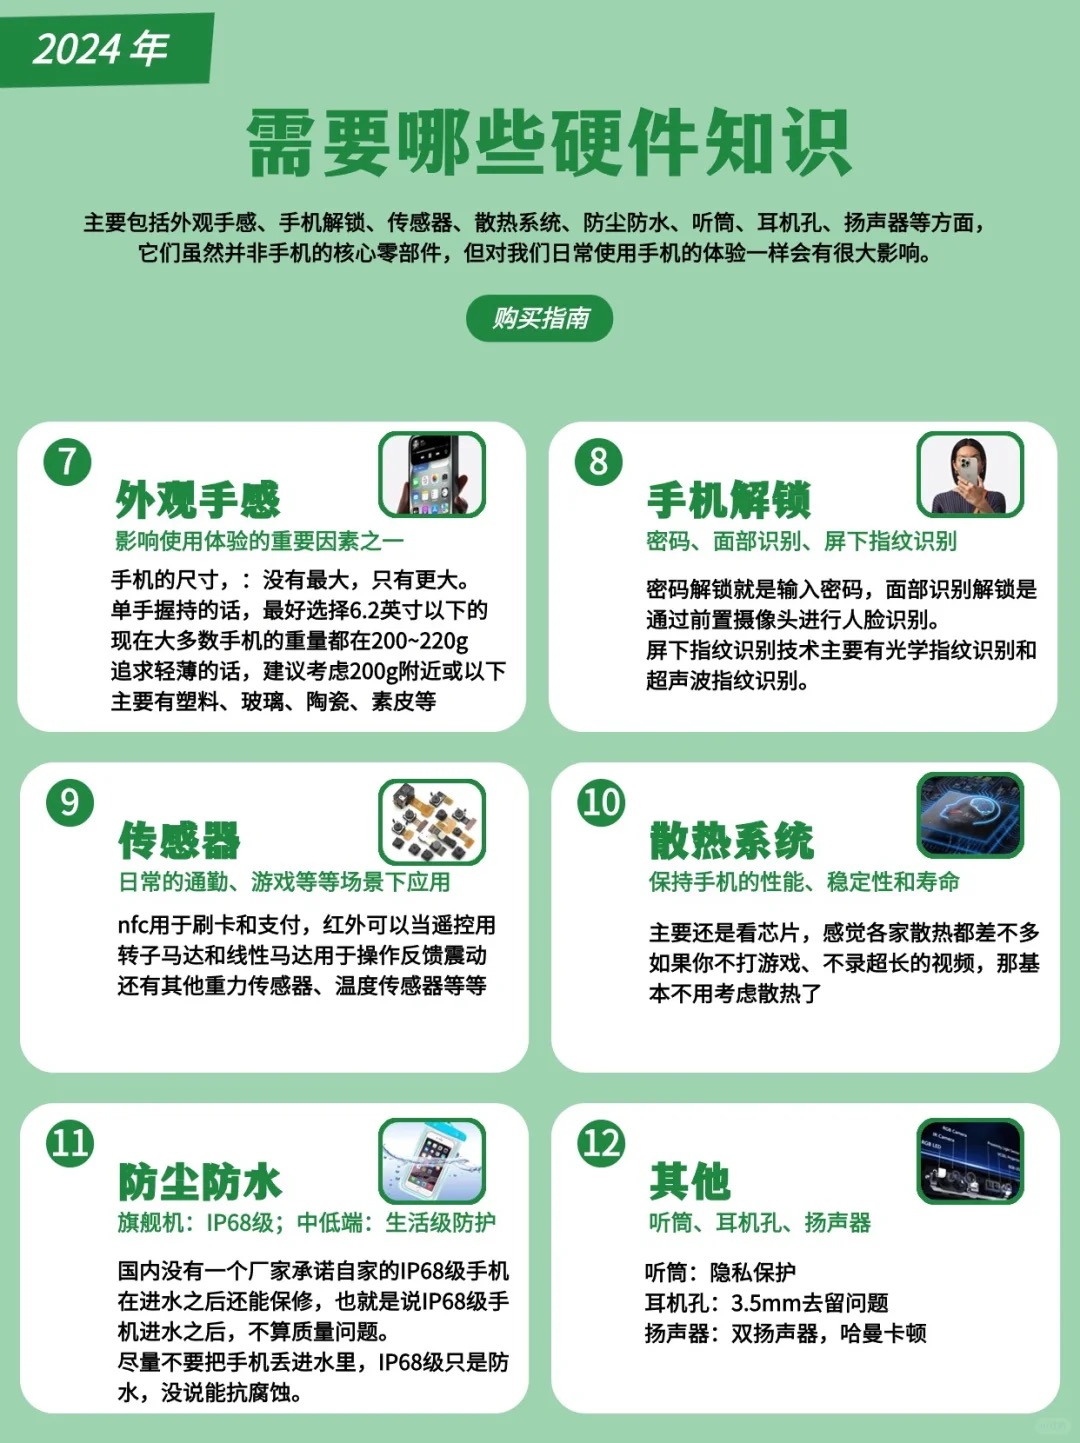 2024 年
需要哪些硬件知识
主要包括外观手感、手机解锁、传感器、散热系统、防尘防水、听筒、耳机孔、扬声器等方面，
它们虽然并非手机的核心零部件，但对我们日常使用手机的体验一样会有很大影响。
购买指南
7
外观手感
影响使用体验的重要因素之一
手机的尺寸，：没有最大，只有更大。
单手握持的话，最好选择6.2英寸以下的
现在大多数手机的重量都在200~220g
追求轻薄的话，建议考虑200g附近或以下
主要有塑料、玻璃、陶瓷、素皮等
8
手机解锁
密码、面部识别、屏下指纹识别
密码解锁就是输入密码，面部识别解锁是
通过前置摄像头进行人脸识别。
屏下指纹识别技术主要有光学指纹识别和
超声波指纹识别。
9
传感器
日常的通勤、游戏等等场景下应用
nfc用于刷卡和支付，红外可以当遥控用
转子马达和线性马达用于操作反馈震动
还有其他重力传感器、温度传感器等等
10
散热系统
保持手机的性能、稳定性和寿命
主要还是看芯片，感觉各家散热都差不多
如果你不打游戏、不录超长的视频，那基
本不用考虑散热了
11
防尘防水
旗舰机：IP68级；中低端：生活级防护
国内没有一个厂家承诺自家的IP68级手机
在进水之后还能保修，也就是说IP68级手
机进水之后，不算质量问题。
尽量不要把手机丢进水里，IP68级只是防
水，没说能抗腐蚀。
12
RGB Camera
IR Camera
RGB LED
其他
听筒、耳机孔、扬声器
听筒：隐私保护
耳机孔：3.5mm去留问题
扬声器：双扬声器，哈曼卡顿